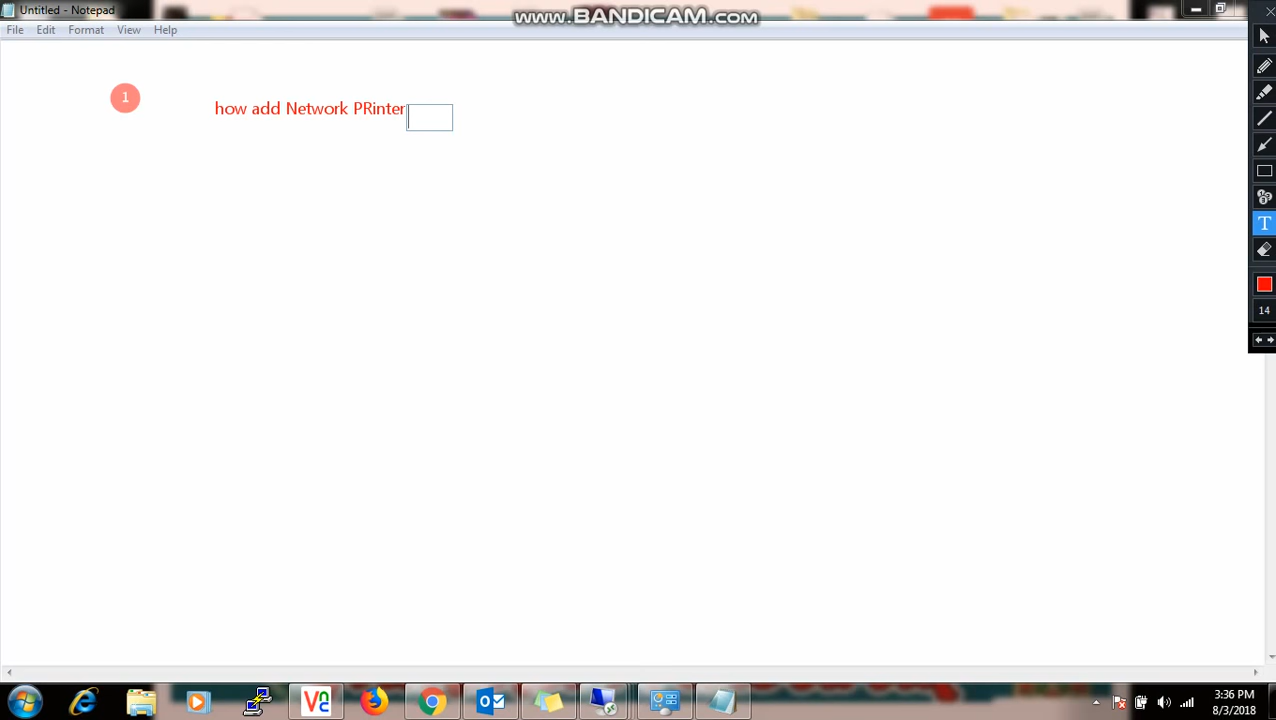 Untitled - Notepad
www.BANDICAM.com
File Edit Format View Help
1
how add Network PRinter
T
14
3:36 PM
8/3/2018